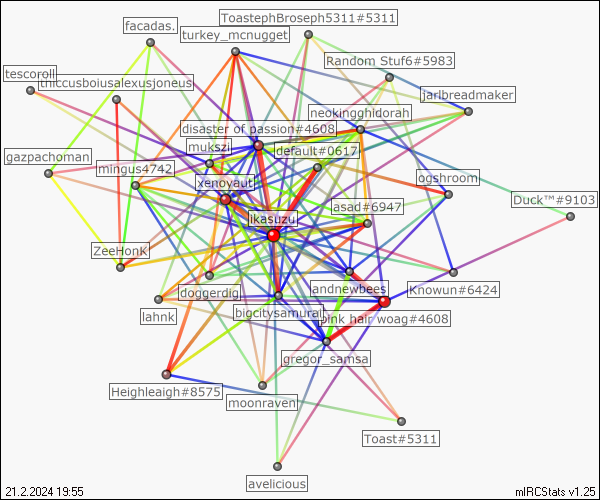 ToastephBroseph5311#5311
facadas.
turkey_mcnugget
Random Stuf6#5983
tescoroll
thiccusboiusalexusjoneus
jarlbreadmaker
neokingghidorah
disaster of passion#4608
mukszi
default#0617
gazpachoman
mingus4742
xenoyaut
ogshroom
Duck™#9103
asad#6947
ikasuzu
ZeeHonK
doggerdig
landnewbees
Knowun#6424
lahnk
bigcitysamurai
pink hair woag#4608
gregor_samsa
Heighleaigh#8575
moonraven
Toast#5311
avelicious
21.2.2024 19:55
mIRCStats v1.25